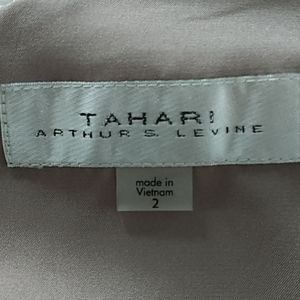 TAHARI
ARTHUR S. LEVINE
made in
Vietnam
2